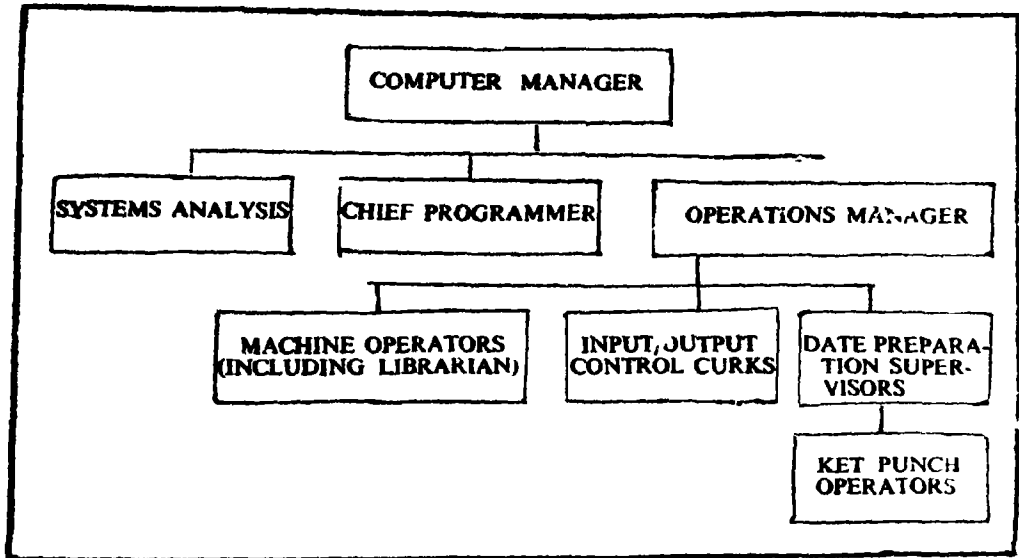 COMPUTER MANAGER
SYSTEMS ANALYSIS
CHIEF PROGRAMMER
OPERATIONS MANAGER
MACHINE OPERATORS
(INCLUDING LIBRARIAN)
INPUT, OUTPUT
CONTROL CURKS
DATE PREPARA-
TION SUPER-
VISORS
KET PUNCH
OPERATORS